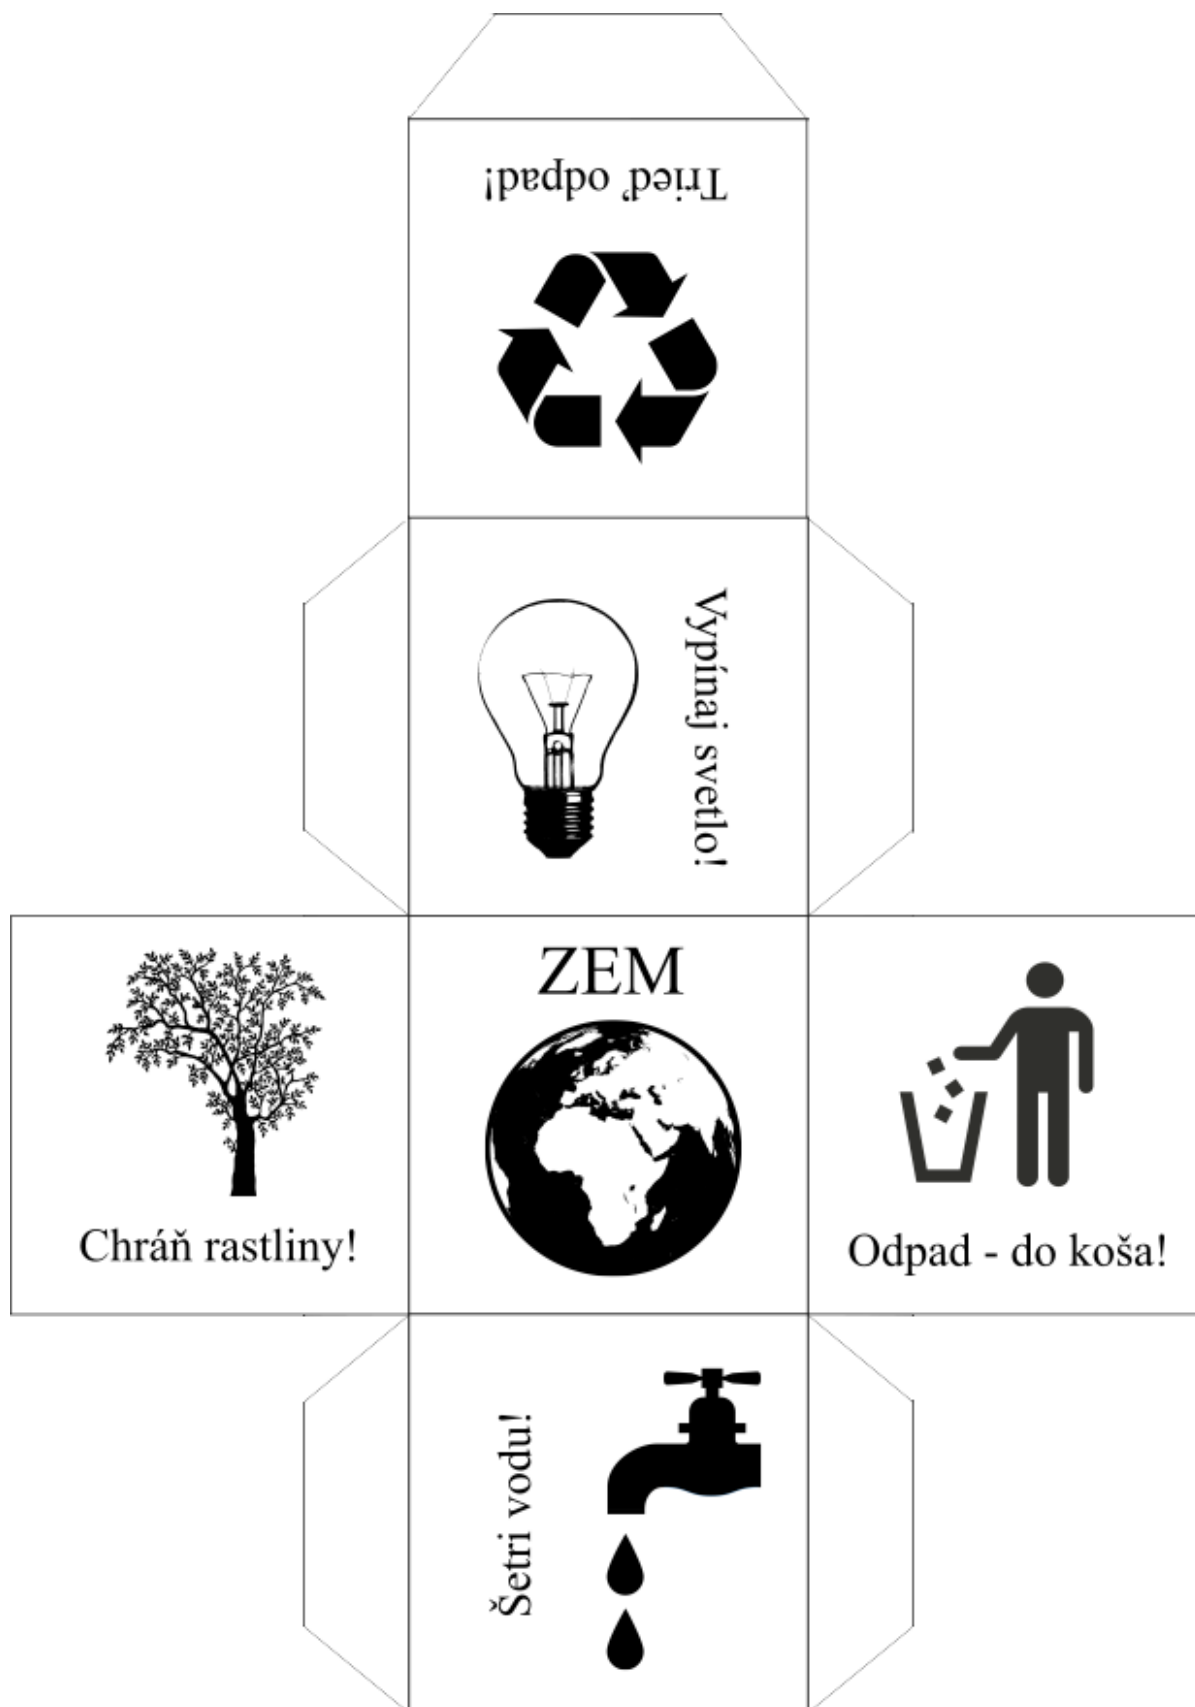 Trieď odpad!
Vypínaj svetlo!
ZEM
Chráň rastliny!
Odpad - do koša!
Šetri vodu!